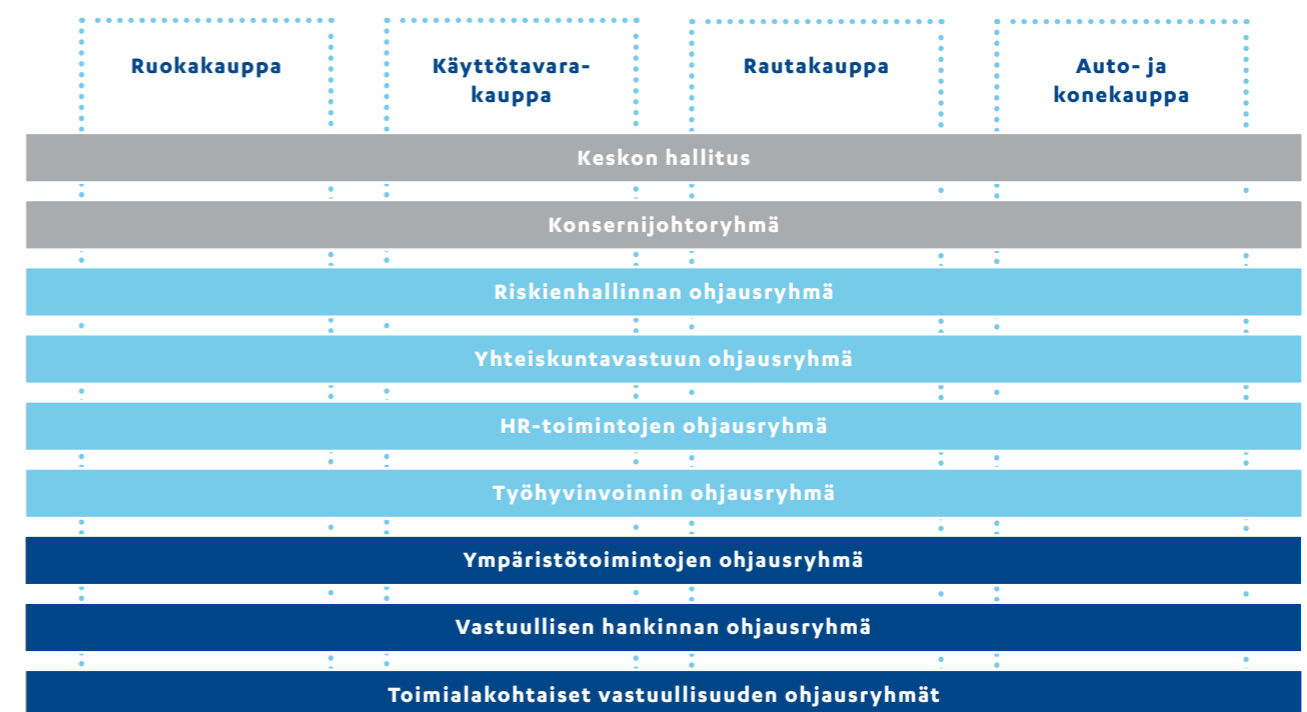 Ruokakauppa
Käyttötavara-
kauppa
Rautakauppa
Auto- ja
konekauppa
Keskon hallitus
Konsernijohtoryhmä
Riskienhallinnan ohjausryhmä
Yhteiskuntavastuun ohjausryhmä
HR-toimintojen ohjausryhmä
Työhyvinvoinnin ohjausryhmä
Ympäristötoimintojen ohjausryhmä
Vastuullisen hankinnan ohjausryhmä
Toimialakohtaiset vastuullisuuden ohjausryhmät